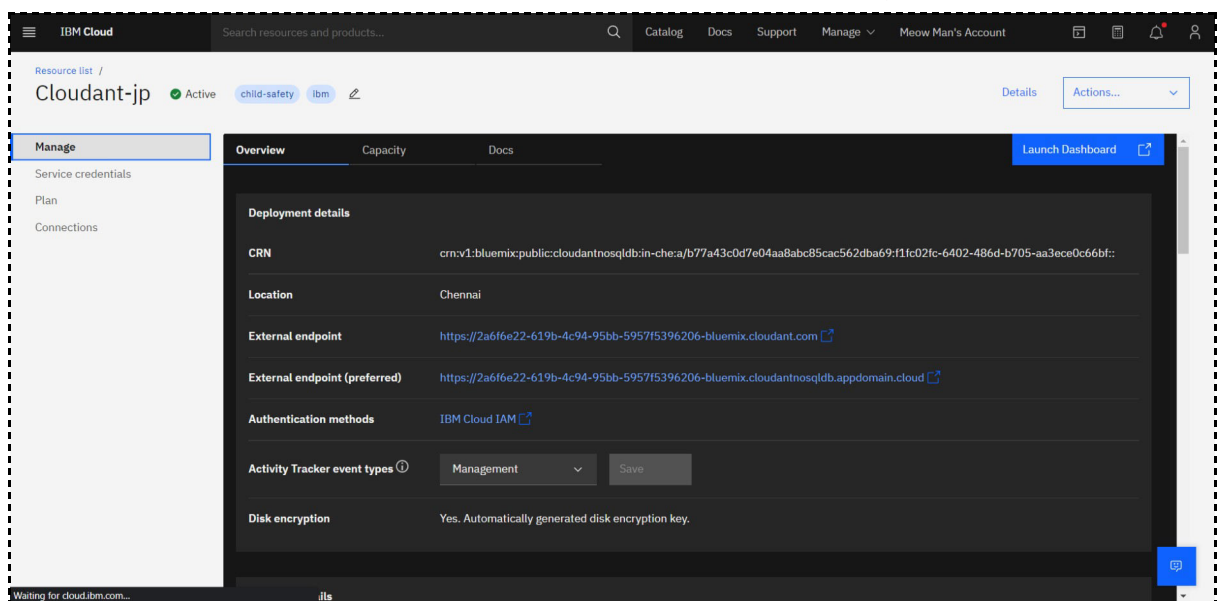 IBM Cloud
Search resources and products...
Catalog
Docs
Support
Manage
Meow Man's Account
Resource list /
Cloudant-jp
Active
child-safety
ibm
Details
Actions...
Manage
Service credentials
Plan
Connections
Overview
Capacity
Docs
Launch Dashboard
Deployment details
CRN crn:v1:bluemix:public:cloudantnosqldb:in-che:a/b77a43c0d7e04aa8abc85cac562dba69:f1fc02fc-6402-486d-b705-aa3ece0c66bf::
Location Chennai
External endpoint https://2a6f6e22-619b-4c94-95bb-5957f5396206-bluemix.cloudant.com
External endpoint (preferred) https://2a6f6e22-619b-4c94-95bb-5957f5396206-bluemix.cloudantnosqldb.appdomain.cloud
Authentication methods IBM Cloud IAM
Activity Tracker event types Management Save
Disk encryption Yes. Automatically generated disk encryption key.
Waiting for cloud.ibm.com...